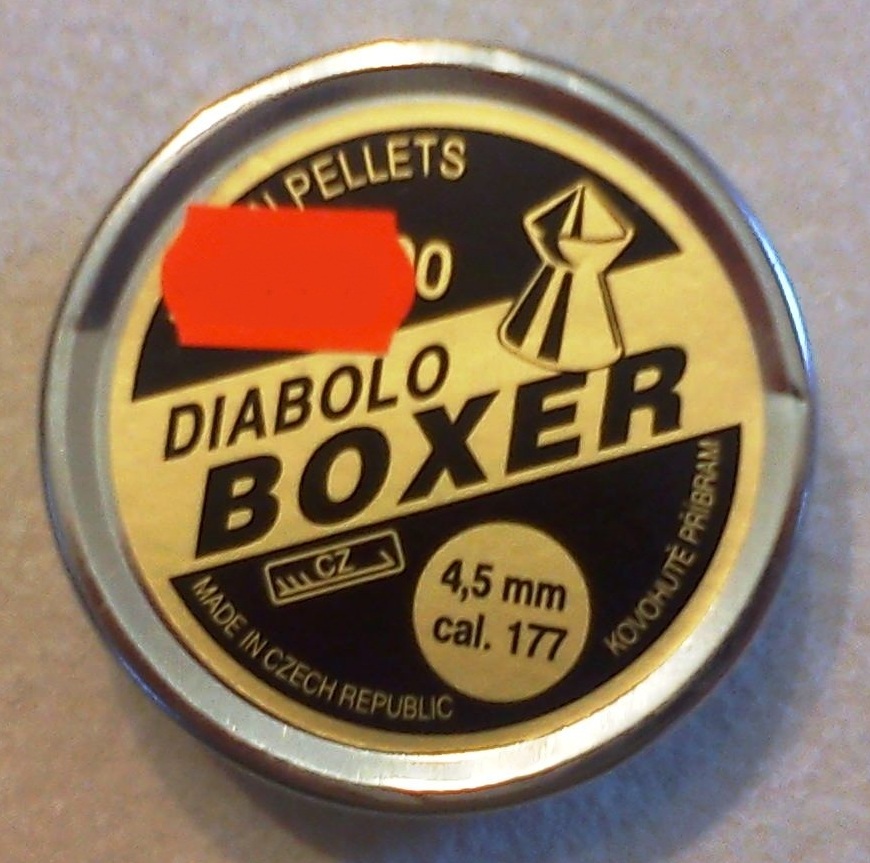 PELLETS
DIABOLO
BOXER
CZ
4,5 mm
cal. 177
MADE IN CZECH REPUBLIC
KOVOHUTĚ PŘÍBRAM